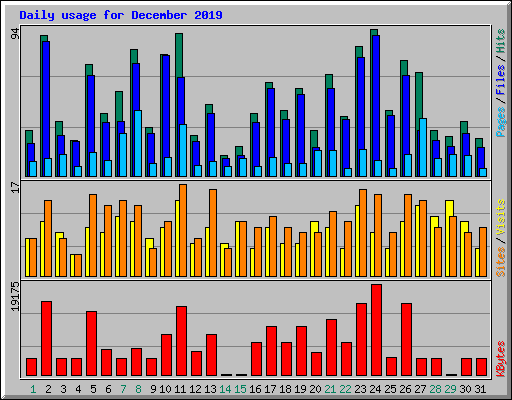 Daily usage for December 2019
94
Pages / Files / Hits
17
Sites / Visits
19175
KBytes
1 2 3 4 5 6 7 8 9 10 11 12 13 14 15 16 17 18 19 20 21 22 23 24 25 26 27 28 29 30 31